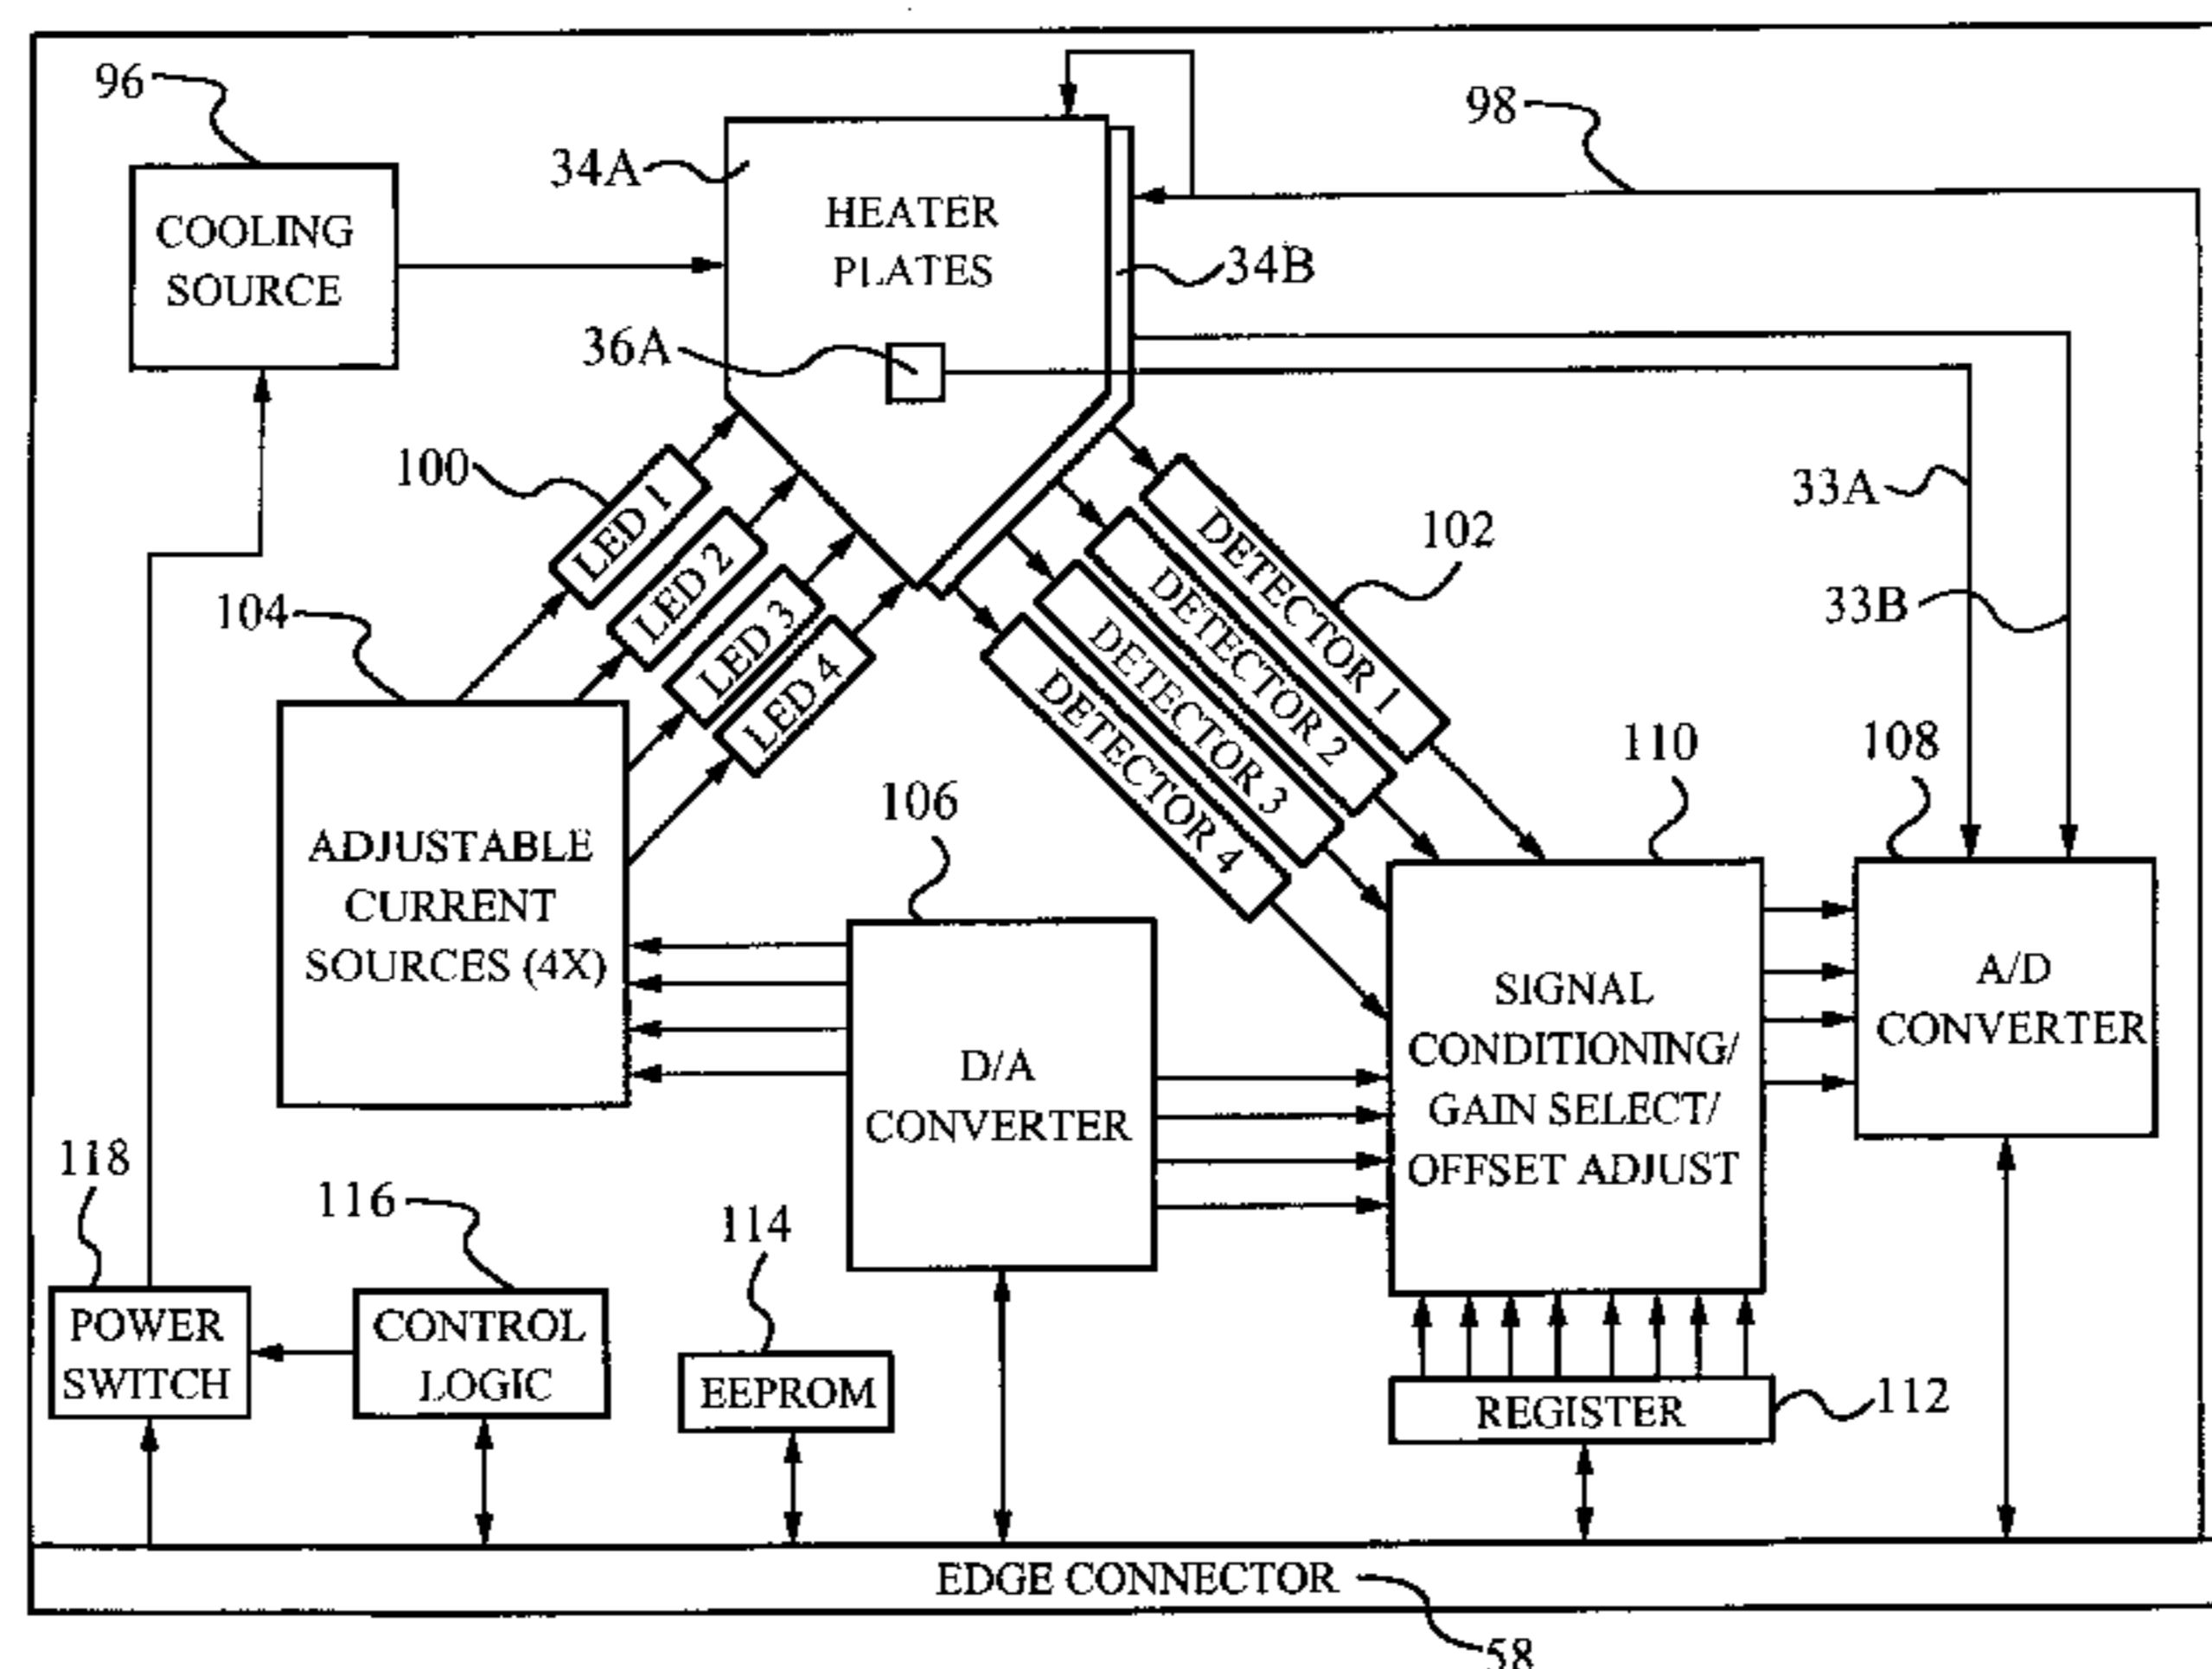 96
COOLING
SOURCE
34A
HEATER
PLATES
98
34B
36A
100
LED 1
LED 2
LED 3
LED 4
DETECTOR 1
DETECTOR 2
DETECTOR 3
DETECTOR 4
102
33A
33B
104
ADJUSTABLE
CURRENT
SOURCES (4X)
106
D/A
CONVERTER
110
SIGNAL
CONDITIONING/
GAIN SELECT/
OFFSET ADJUST
108
A/D
CONVERTER
118
POWER
SWITCH
116
CONTROL
LOGIC
114
EEPROM
REGISTER
112
EDGE CONNECTOR
58